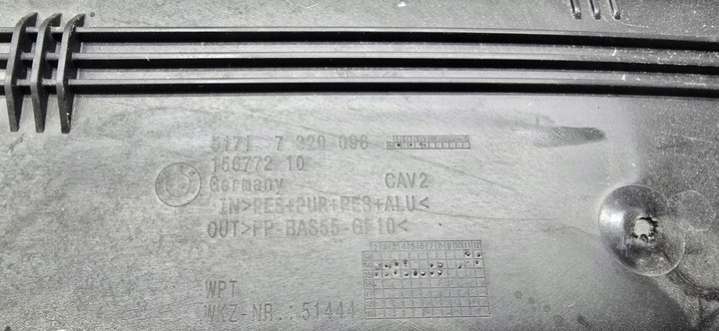 5171 7 320 096
156772 10
Germany CAV2
IN>PES+PUR+PES+ALU<
OUT>PP-BAS55-GF10<
WPT
WKZ-NR.: 51444